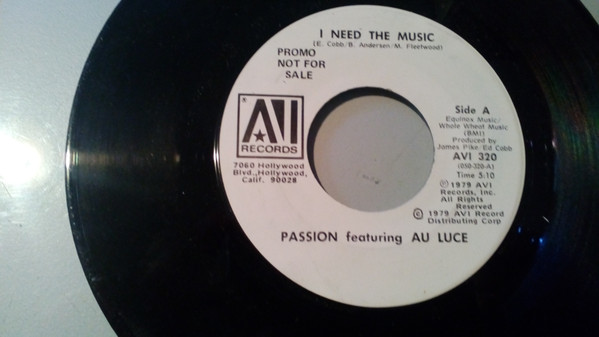 I NEED THE MUSIC
(E. Cobb/B. Andersen/M. Fleetwood)
PROMO
NOT FOR
SALE
AVI
RECORDS
7060 Hollywood
Blvd., Hollywood,
Calif. 90028
Side A
Equinox Music/
Whole Wheat Music
(BMI)
Produced by
James Pike/Ed Cobb
AVI 320
(050-320-A)
Time 5:10
℗ 1979 AVI
Records, Inc.
All Rights
Reserved
© 1979 AVI Record
Distributing Corp
PASSION featuring AU LUCE